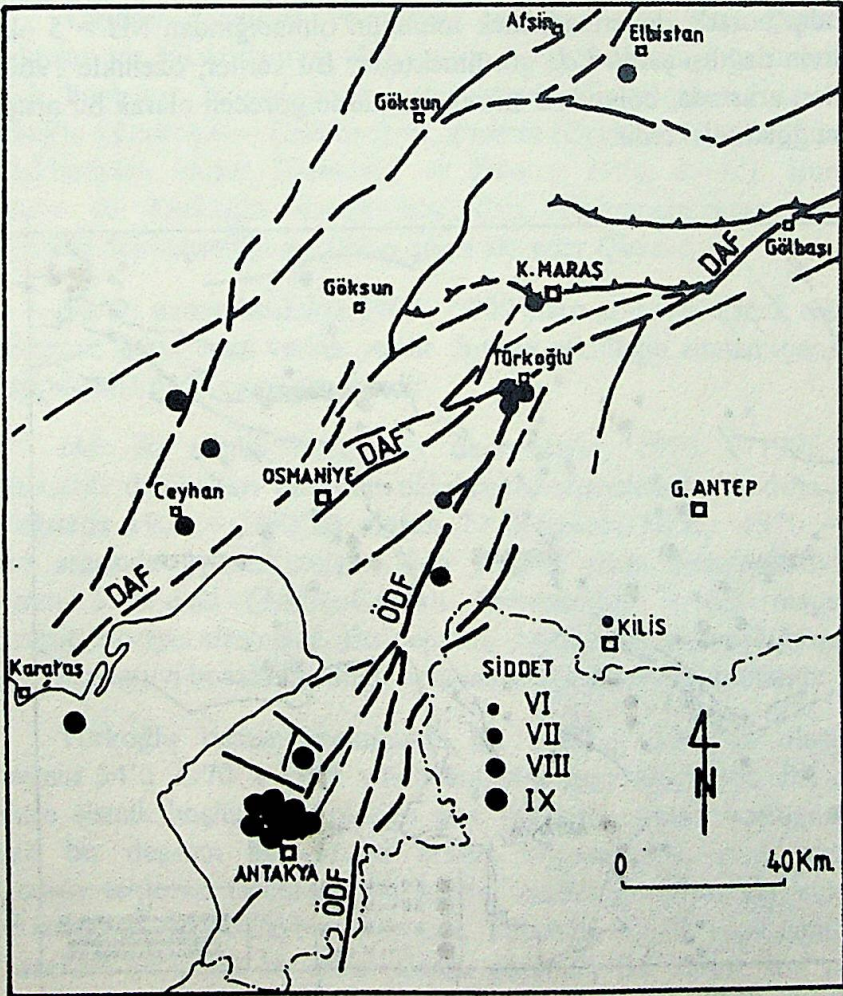 Afşin
Elbistan
Göksun
Gölbaşı
DAF
K. MARAŞ
Göksun
Türkoğlu
DAF
OSMANİYE
Ceyhan
G. ANTEP
DAF
ÖDF
KİLİS
Karataş
ŞİDDET
VI
VII
VIII
IX
N
0 40Km.
ANTAKYA
ÖDF